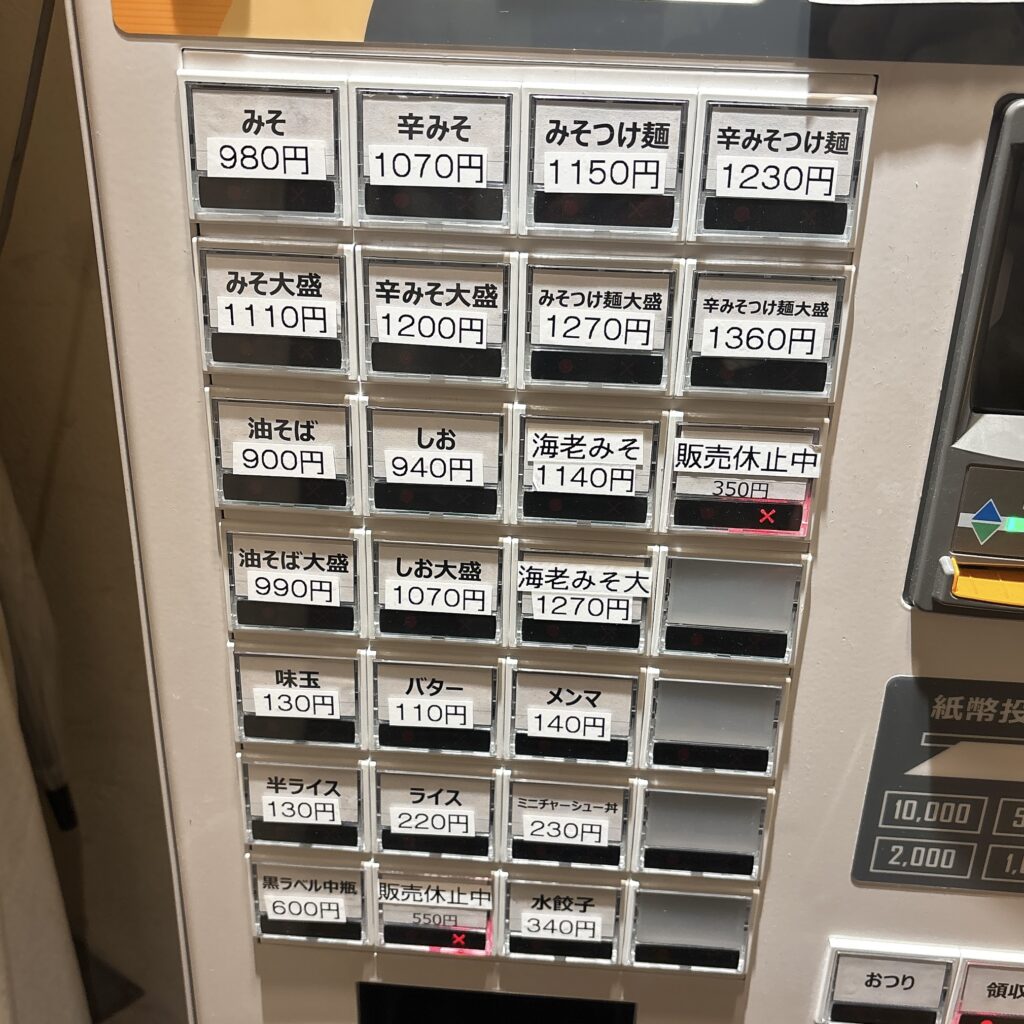 みそ
980円
辛みそ
1070円
みそつけ麺
1150円
辛みそつけ麺
1230円
みそ大盛
1110円
辛みそ大盛
1200円
みそつけ麺大盛
1270円
辛みそつけ麺大盛
1360円
油そば
900円
しお
940円
海老みそ
1140円
販売休止中
350円
油そば大盛
990円
しお大盛
1070円
海老みそ大
1270円
味玉
130円
バター
110円
メンマ
140円
半ライス
130円
ライス
220円
ミニチャーシュー丼
230円
黒ラベル中瓶
600円
販売休止中
550円
水餃子
340円
紙幣投
10,000
5
2,000
1,0
おつり
領収